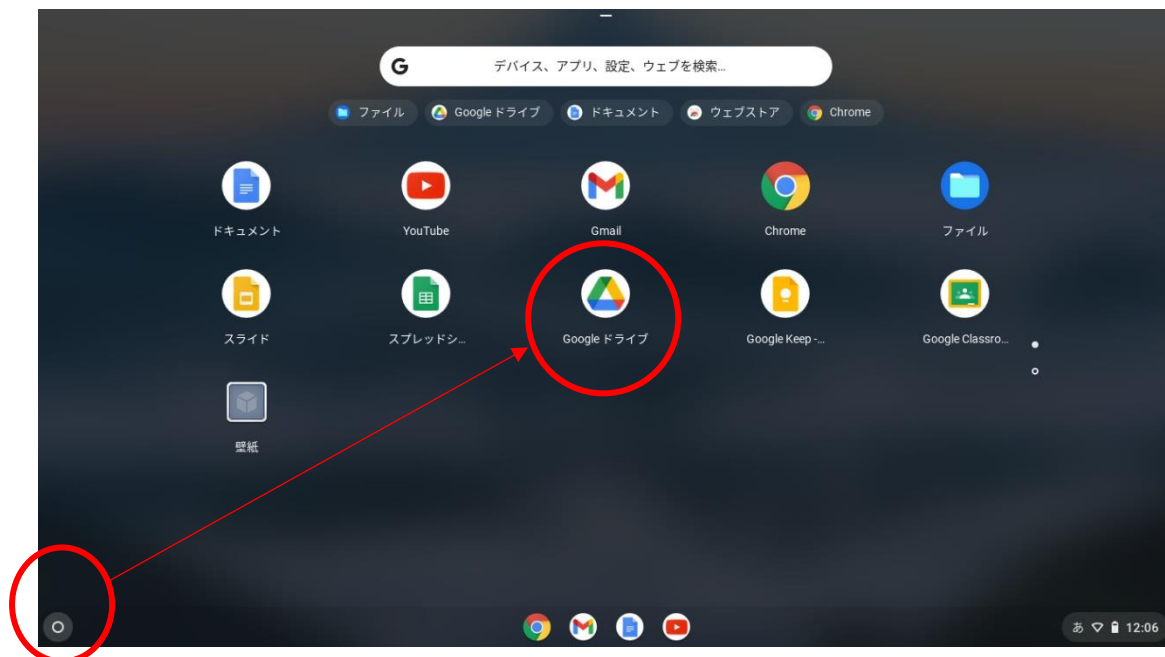 デバイス、アプリ、設定、ウェブを検索...
ファイル Google ドライブ ドキュメント ウェブストア Chrome
ドキュメント YouTube Gmail Chrome ファイル
スライド スプレッドシ... Google ドライブ Google Keep -... Google Classro...
壁紙
あ 12:06